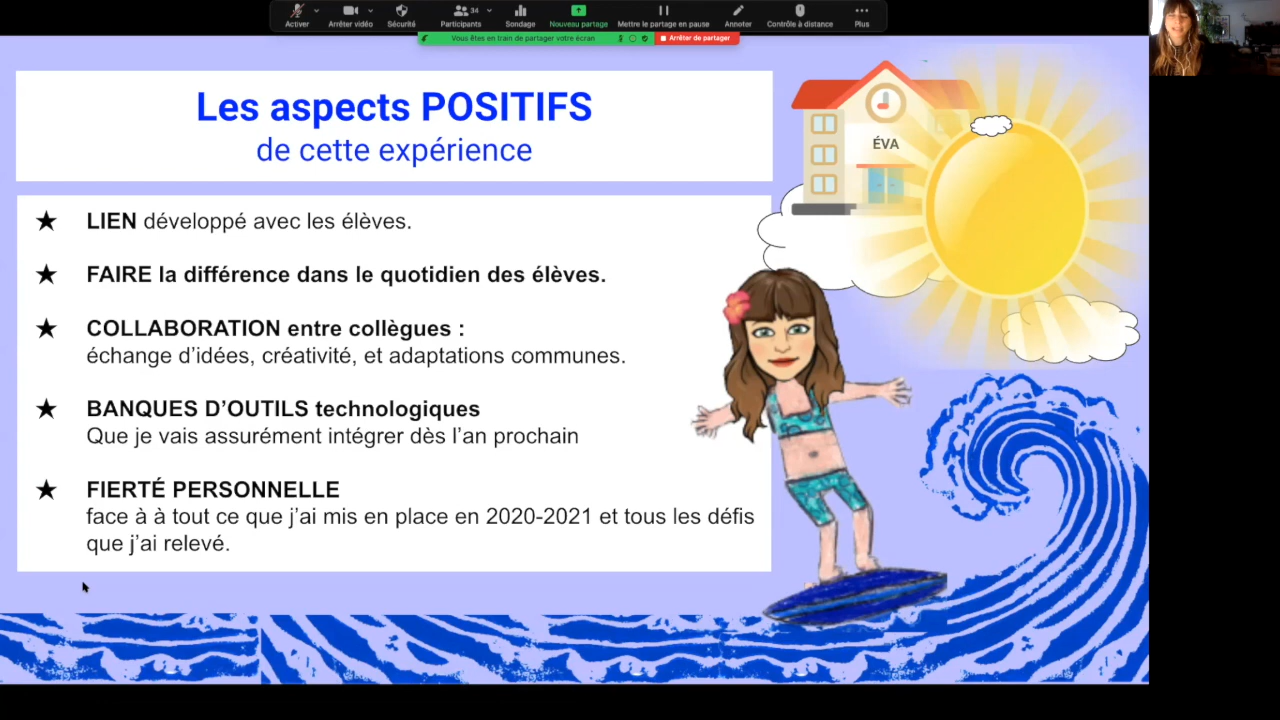 Activer
Arrêter vidéo
Sécurité
34
Participants
Sondage
Nouveau partage
Mettre le partage en pause
Annoter
Contrôle à distance
Plus
Vous êtes en train de partager votre écran
Arrêter de partager
Les aspects POSITIFS
de cette expérience
ÉVA
★ LIEN développé avec les élèves.
★ FAIRE la différence dans le quotidien des élèves.
★ COLLABORATION entre collègues :
échange d’idées, créativité, et adaptations communes.
★ BANQUES D’OUTILS technologiques
Que je vais assurément intégrer dès l’an prochain
★ FIERTÉ PERSONNELLE
face à à tout ce que j’ai mis en place en 2020-2021 et tous les défis
que j’ai relevé.